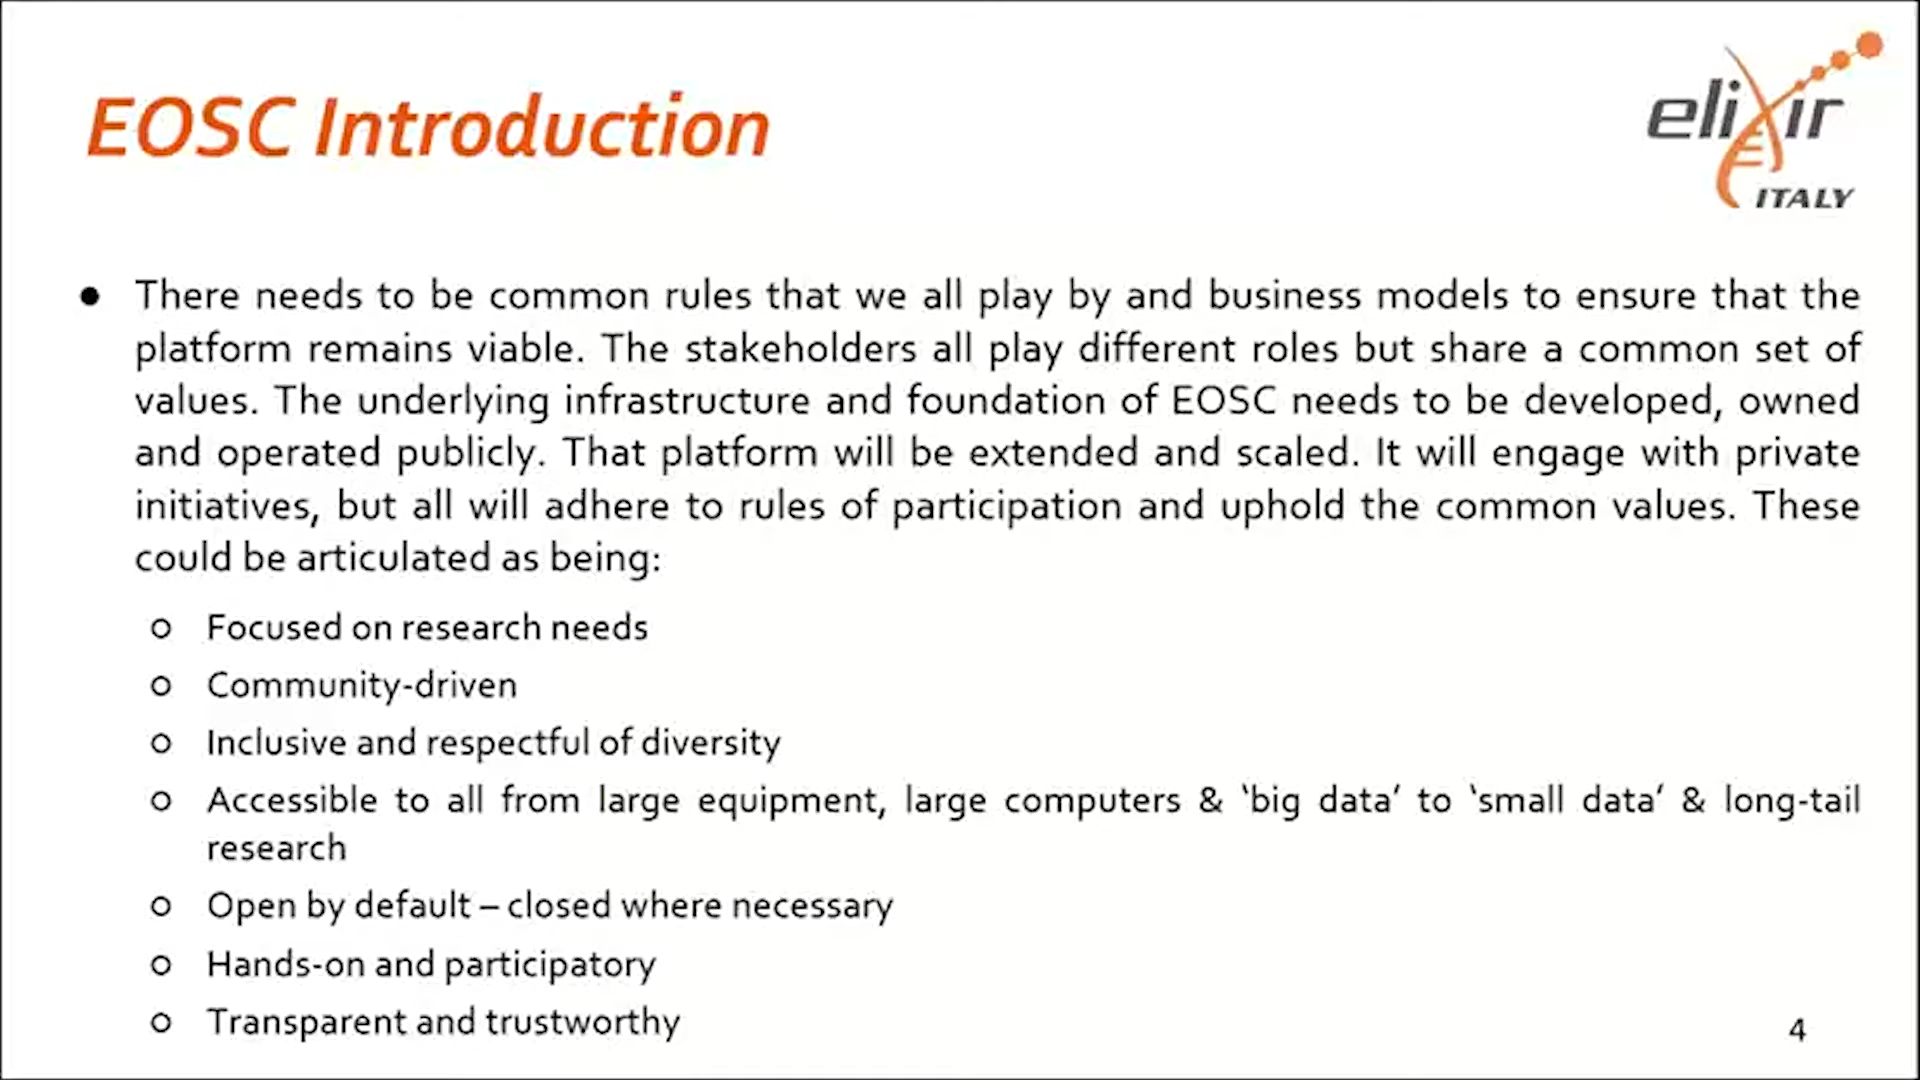 EOSC Introduction
elixir
ITALY
● There needs to be common rules that we all play by and business models to ensure that the
platform remains viable. The stakeholders all play different roles but share a common set of
values. The underlying infrastructure and foundation of EOSC needs to be developed, owned
and operated publicly. That platform will be extended and scaled. It will engage with private
initiatives, but all will adhere to rules of participation and uphold the common values. These
could be articulated as being:
○ Focused on research needs
○ Community-driven
○ Inclusive and respectful of diversity
○ Accessible to all from large equipment, large computers & ‘big data’ to ‘small data’ & long-tail
research
○ Open by default – closed where necessary
○ Hands-on and participatory
○ Transparent and trustworthy
4